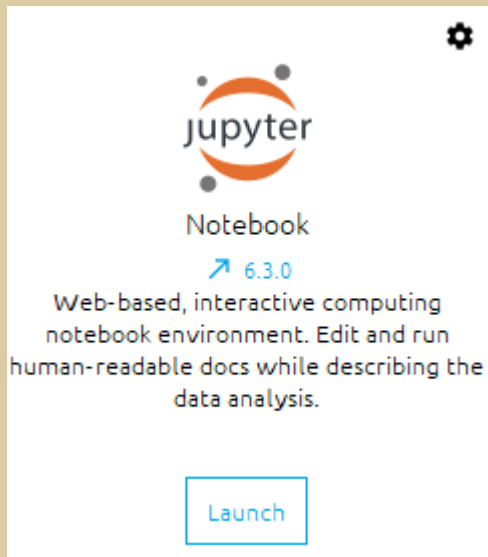 jupyter
Notebook
6.3.0
Web-based, interactive computing
notebook environment. Edit and run
human-readable docs while describing the
data analysis.
Launch